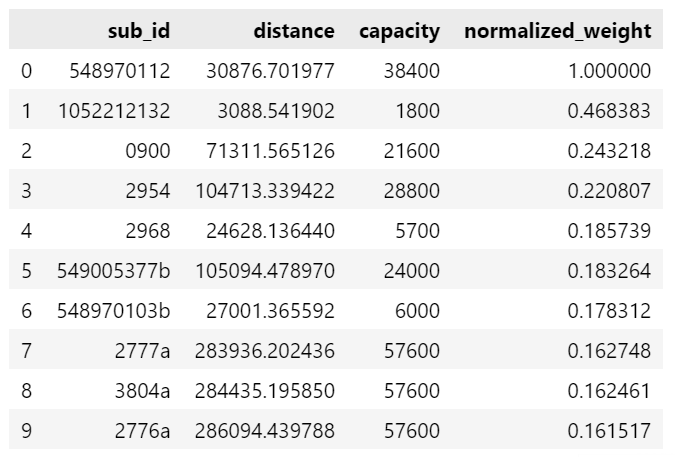 sub_id distance capacity normalized_weight
0 548970112 30876.701977 38400 1.000000
1 1052212132 3088.541902 1800 0.468383
2 0900 71311.565126 21600 0.243218
3 2954 104713.339422 28800 0.220807
4 2968 24628.136440 5700 0.185739
5 549005377b 105094.478970 24000 0.183264
6 548970103b 27001.365592 6000 0.178312
7 2777a 283936.202436 57600 0.162748
8 3804a 284435.195850 57600 0.162461
9 2776a 286094.439788 57600 0.161517